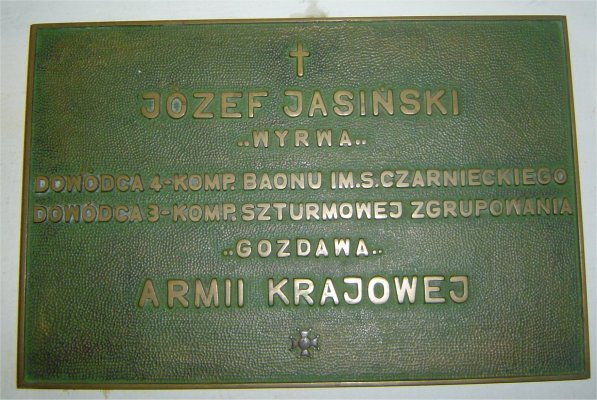 JÓZEF JASIŃSKI
„WYRWA„
DOWÓDCA 4-KOMP. BAONU IM.S.CZARNIECKIEGO
DOWÓDCA 3-KOMP. SZTURMOWEJ ZGRUPOWANIA
„GOZDAWA„
ARMII KRAJOWEJ